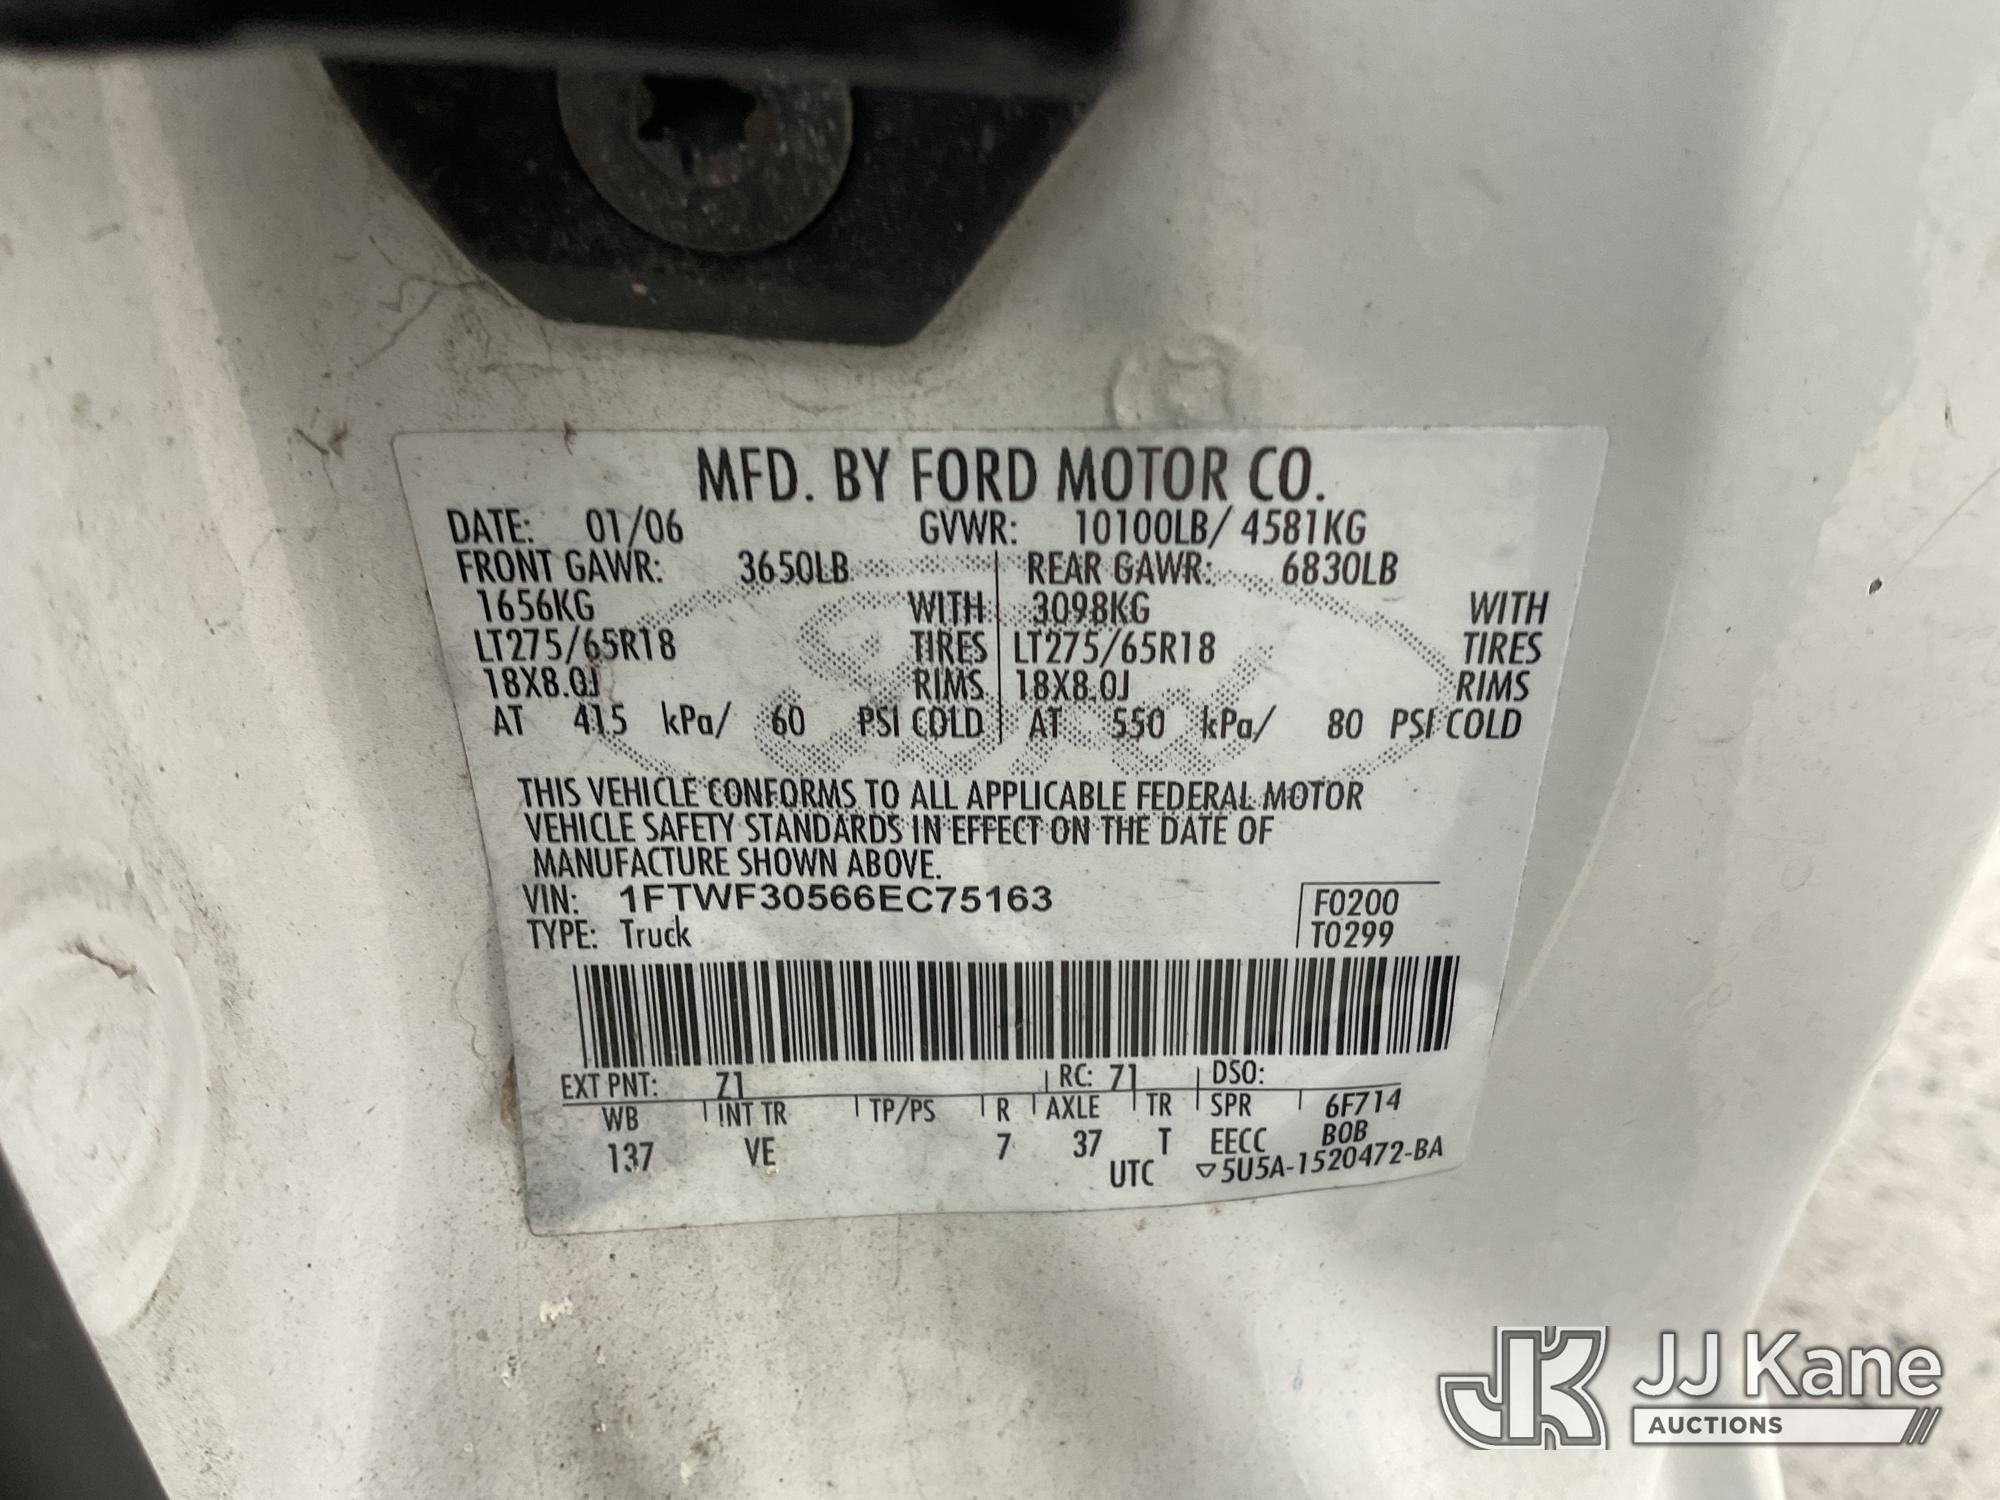 MFD. BY FORD MOTOR CO.
DATE: 01/06 GVWR: 10100LB/ 4581KG
FRONT GAWR: 3650LB REAR GAWR: 6830LB
1656KG WITH 3098KG WITH
LT275/65R18 TIRES LT275/65R18 TIRES
18X8.0J RIMS 18X8.0J RIMS
AT 415 kPa/ 60 PSI COLD AT 550 kPa/ 80 PSI COLD
THIS VEHICLE CONFORMS TO ALL APPLICABLE FEDERAL MOTOR
VEHICLE SAFETY STANDARDS IN EFFECT ON THE DATE OF
MANUFACTURE SHOWN ABOVE.
VIN: 1FTWF30566EC75163 F0200
TYPE: Truck T0299
EXT PNT: Z1 RC: 71 DSO:
WB INT TR TP/PS R AXLE TR SPR 6F714
137 VE 7 37 T EECC BOB
UTC ▽5U5A-1520472-BA
JK JJ Kane
AUCTIONS